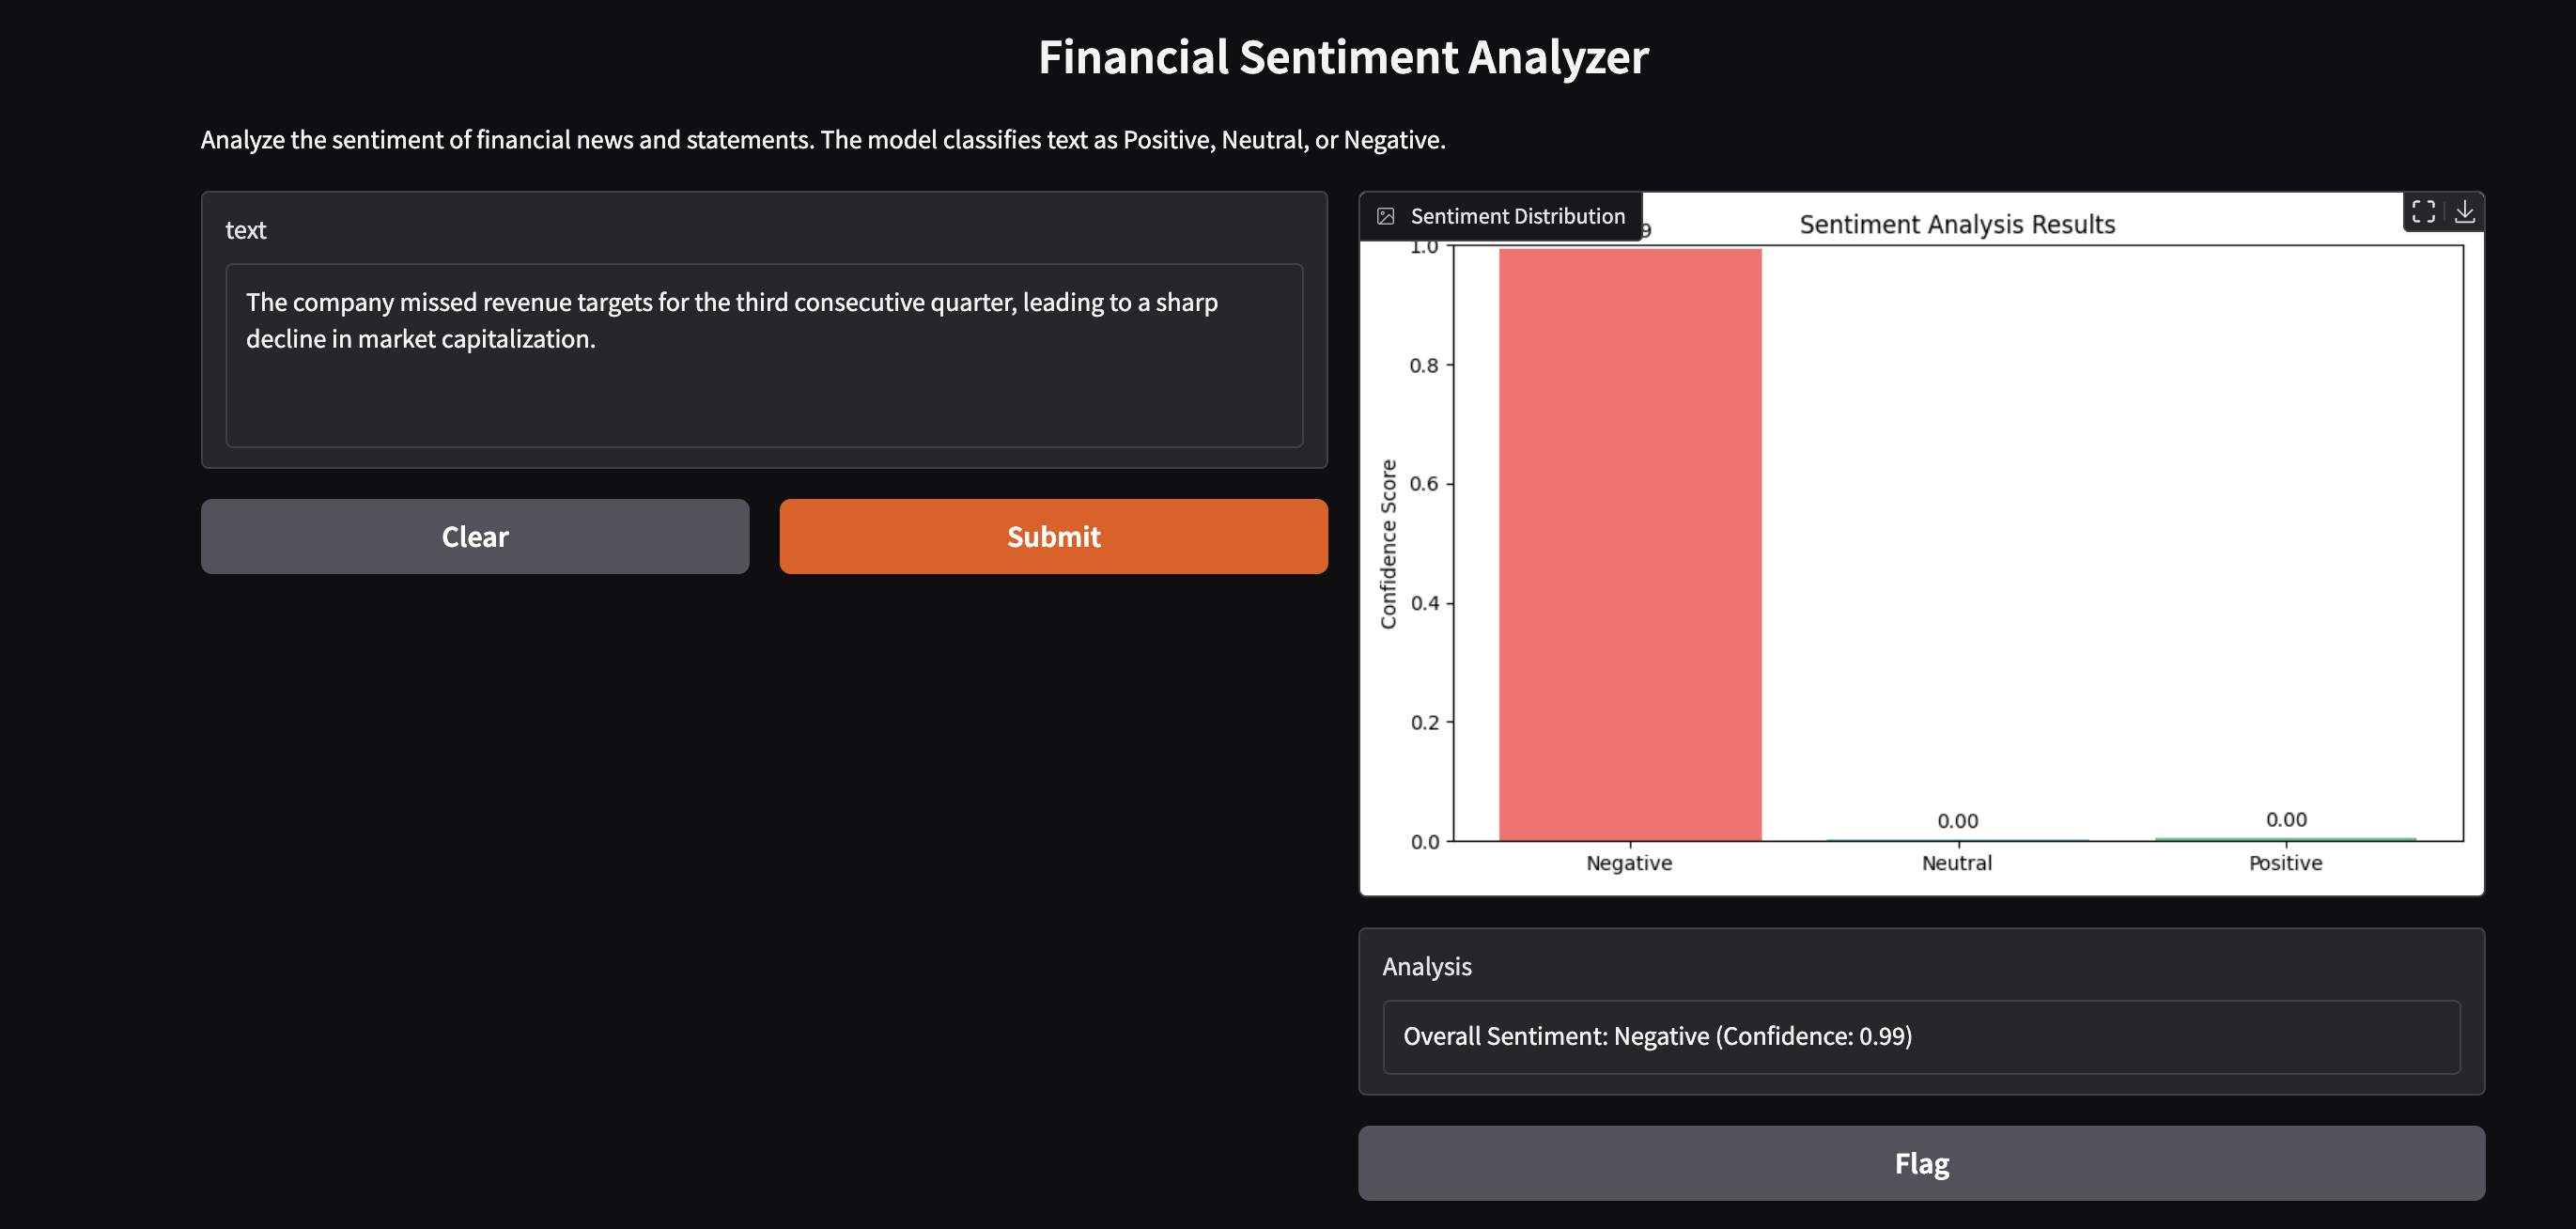 Financial Sentiment Analyzer
Analyze the sentiment of financial news and statements. The model classifies text as Positive, Neutral, or Negative.
text
The company missed revenue targets for the third consecutive quarter, leading to a sharp
decline in market capitalization.
Clear
Submit
Sentiment Distribution
Sentiment Analysis Results
1.0
0.8
0.6
0.4
0.2
0.0
Confidence Score
0.00
0.00
Negative
Neutral
Positive
Analysis
Overall Sentiment: Negative (Confidence: 0.99)
Flag